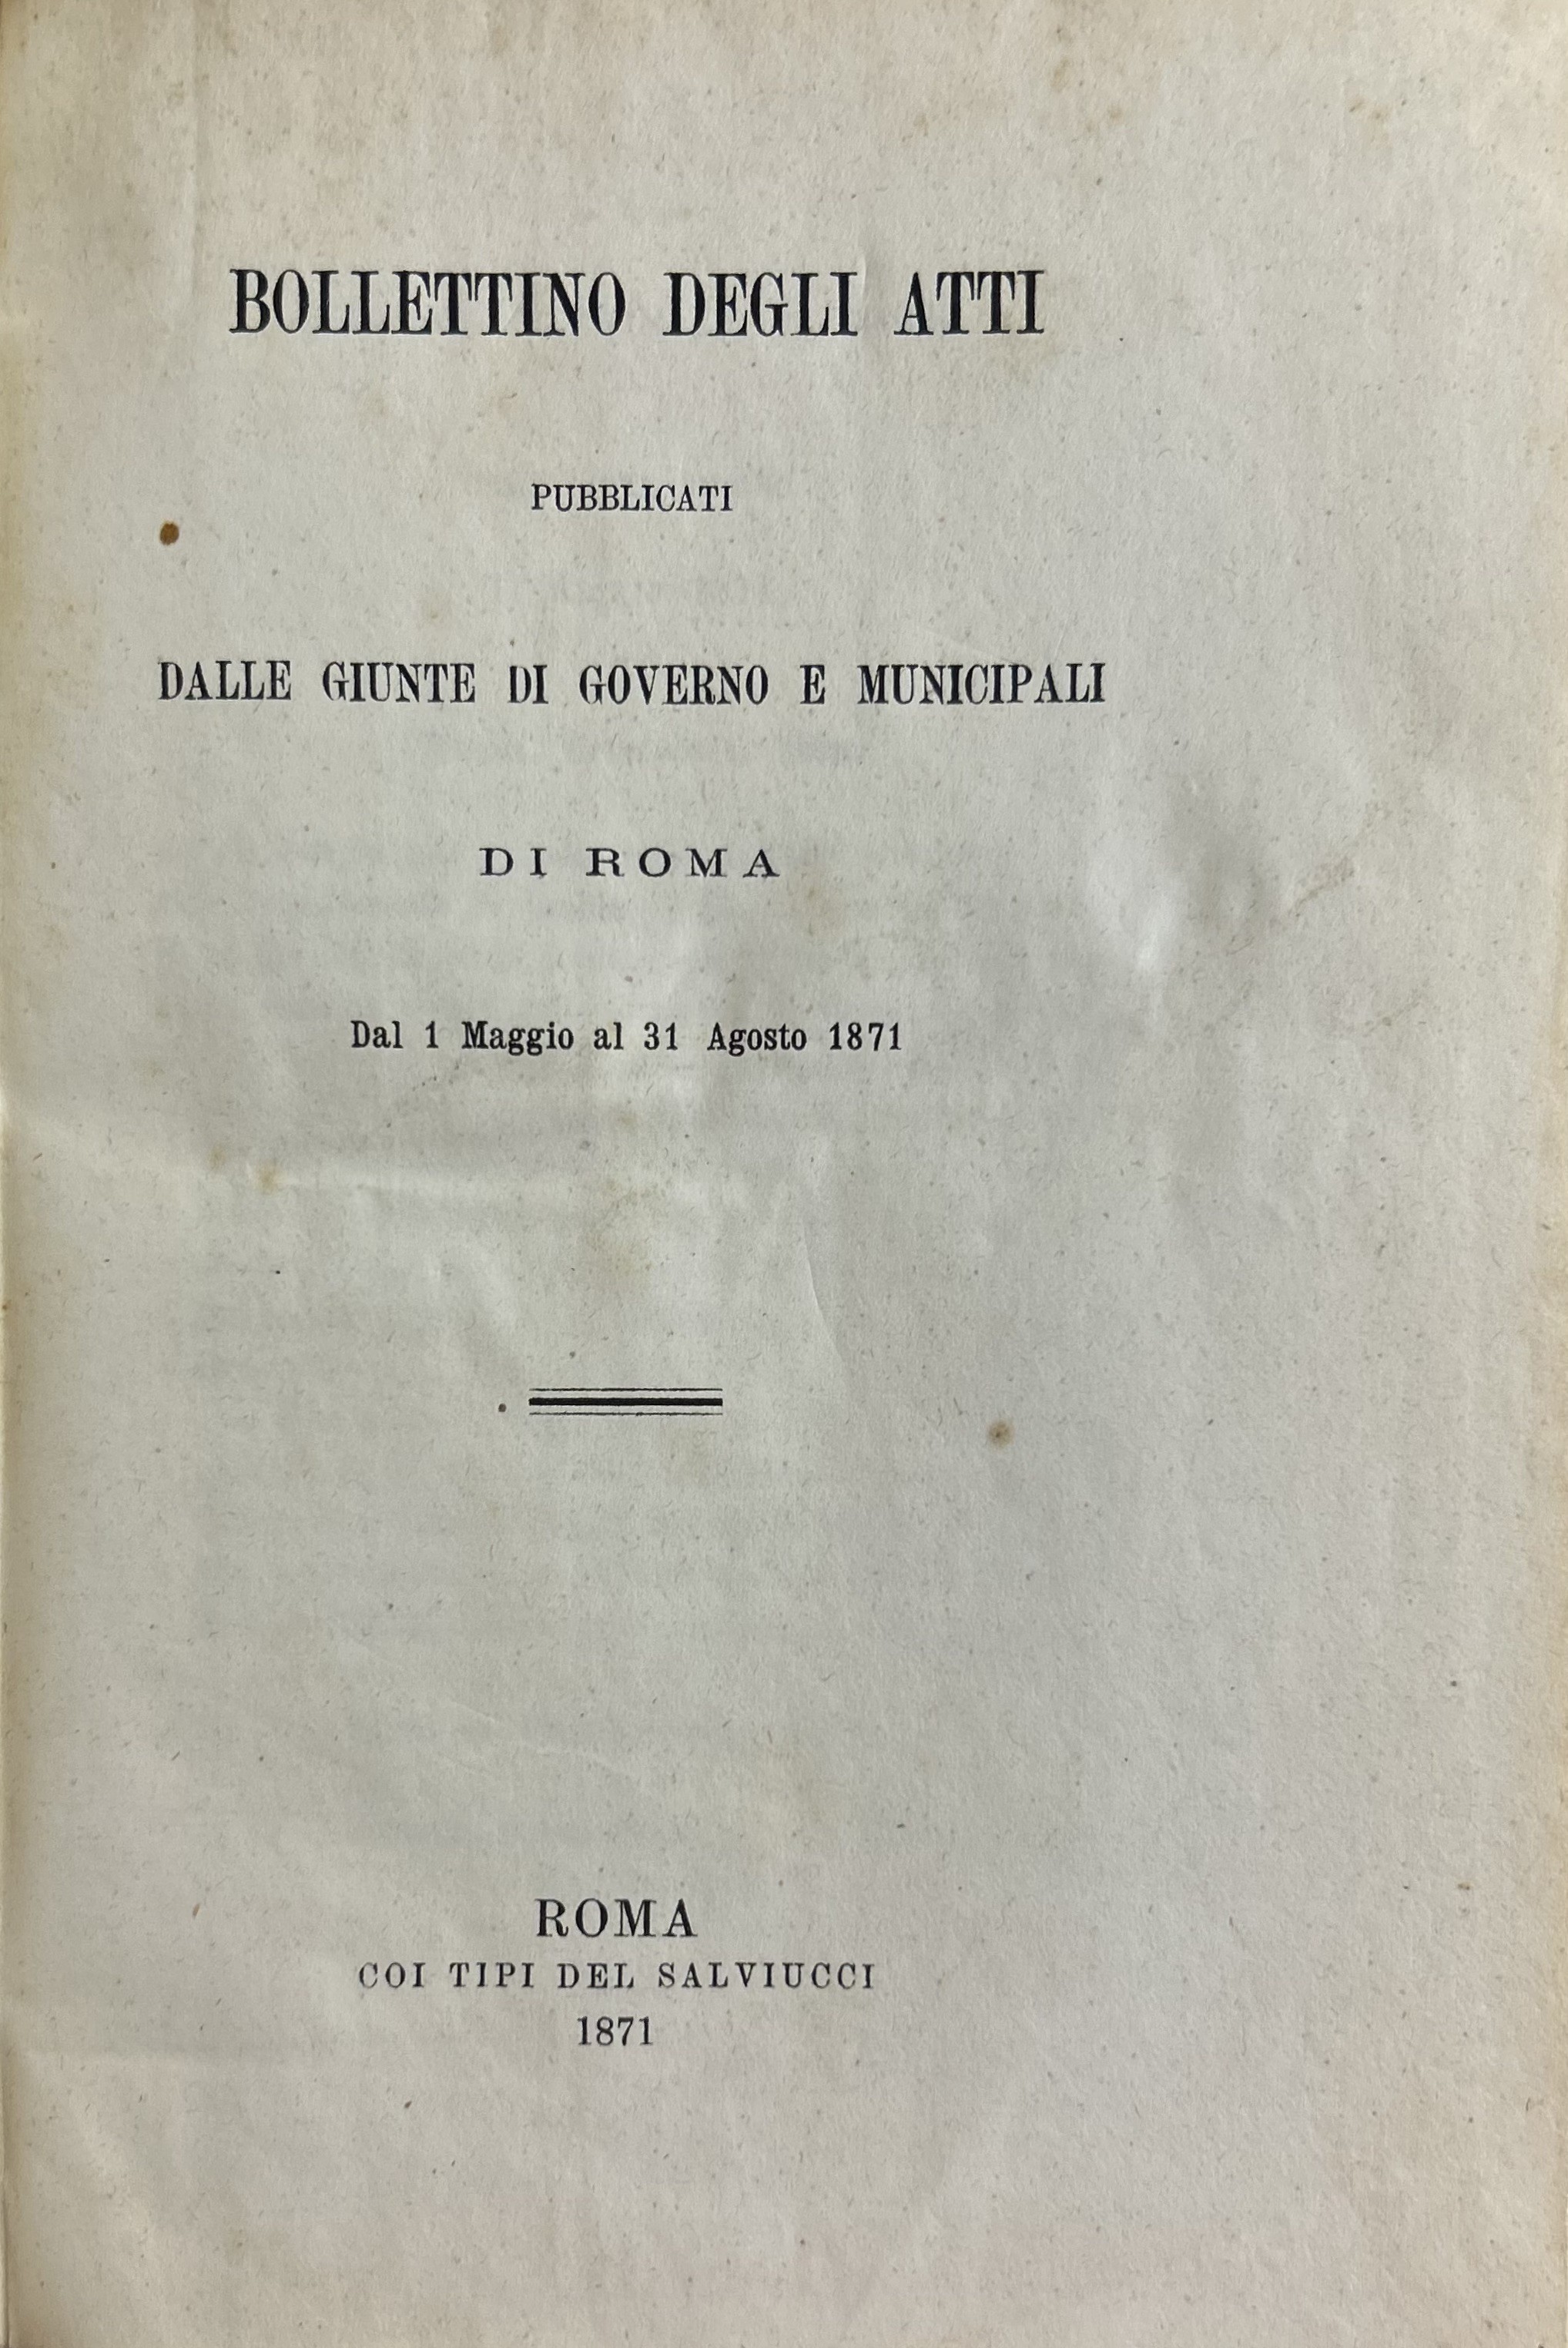 BOLLETTINO DEGLI ATTI
PUBBLICATI
DALLE GIUNTE DI GOVERNO E MUNICIPALI
DI ROMA
Dal 1 Maggio al 31 Agosto 1871
ROMA
COI TIPI DEL SALVIUCCI
1871